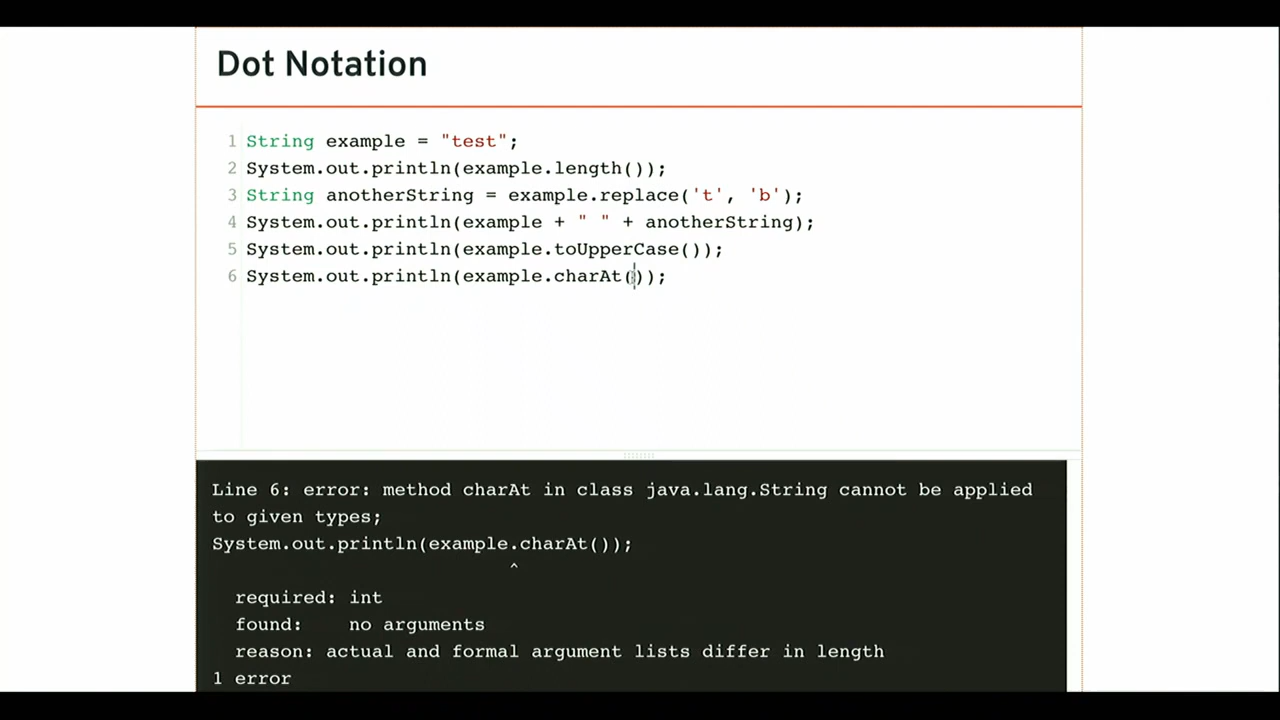 Dot Notation
1 String example = "test";
2 System.out.println(example.length());
3 String anotherString = example.replace('t', 'b');
4 System.out.println(example + " " + anotherString);
5 System.out.println(example.toUpperCase());
6 System.out.println(example.charAt());
Line 6: error: method charAt in class java.lang.String cannot be applied
to given types;
System.out.println(example.charAt());
^
required: int
found:    no arguments
reason: actual and formal argument lists differ in length
1 error